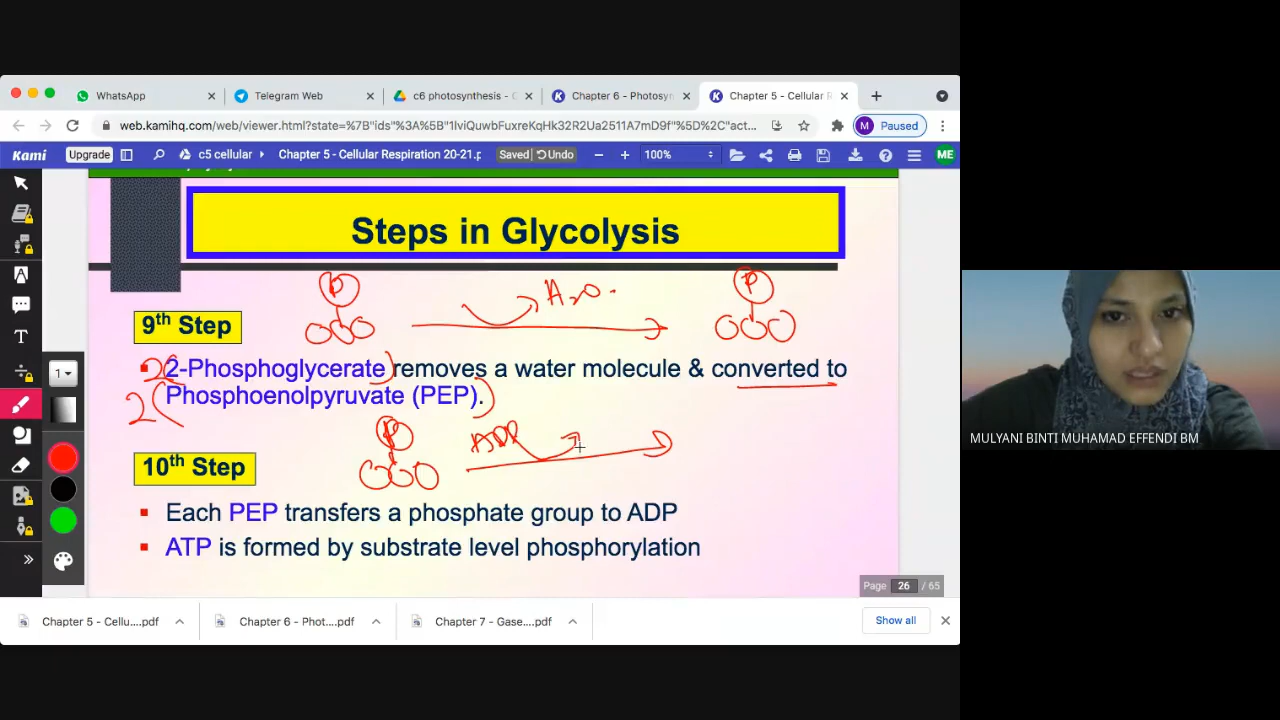 WhatsApp
Telegram Web
c6 photosynthesis - G
Chapter 6 - Photosyn
Chapter 5 - Cellular R
web.kamihq.com/web/viewer.html?state=%7B"ids"%3A%5B"1lviQuwbFuxreKqHk32R2Ua2511A7mD9f"%5D%2C"act...
M Paused
Kami
Upgrade
c5 cellular
Chapter 5 - Cellular Respiration 20-21.p
Saved
Undo
100%
ME
Steps in Glycolysis
P
H2O.
P
9th Step
2(2-Phosphoglycerate) removes a water molecule & converted to
2(Phosphoenolpyruvate (PEP)).
P
ADP
10th Step
Each PEP transfers a phosphate group to ADP
ATP is formed by substrate level phosphorylation
1
T
A
Page 26 / 65
MULYANI BINTI MUHAMAD EFFENDI BM
Chapter 5 - Cellu....pdf
Chapter 6 - Phot....pdf
Chapter 7 - Gase....pdf
Show all